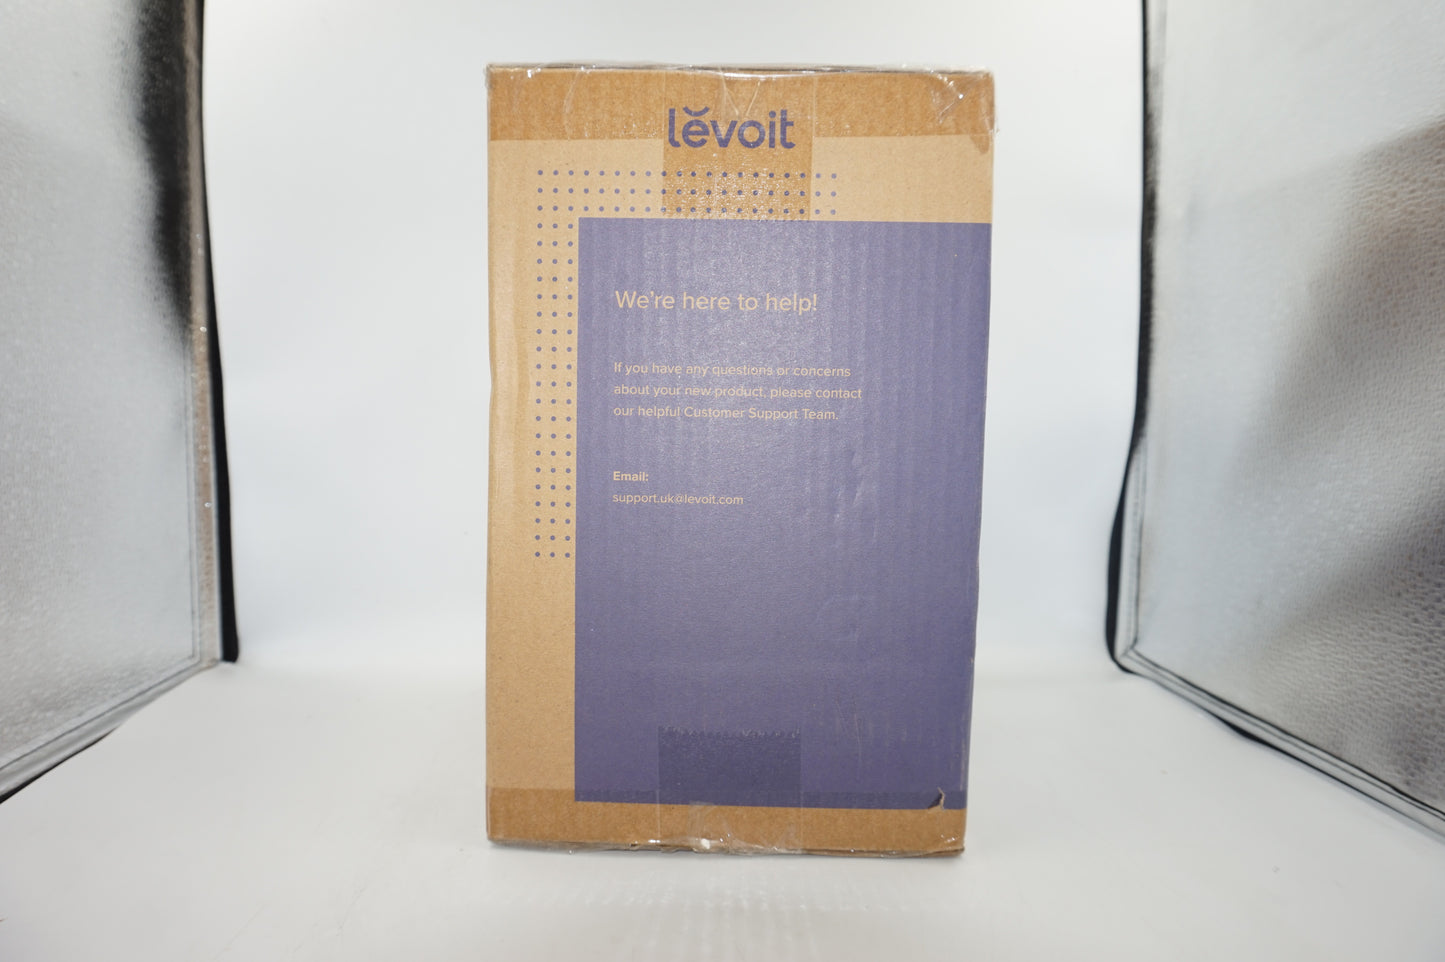 lĕvoit
We're here to help!
If you have any questions or concerns
about your new product, please contact
our helpful Customer Support Team.
Email:
support.uk@levoit.com